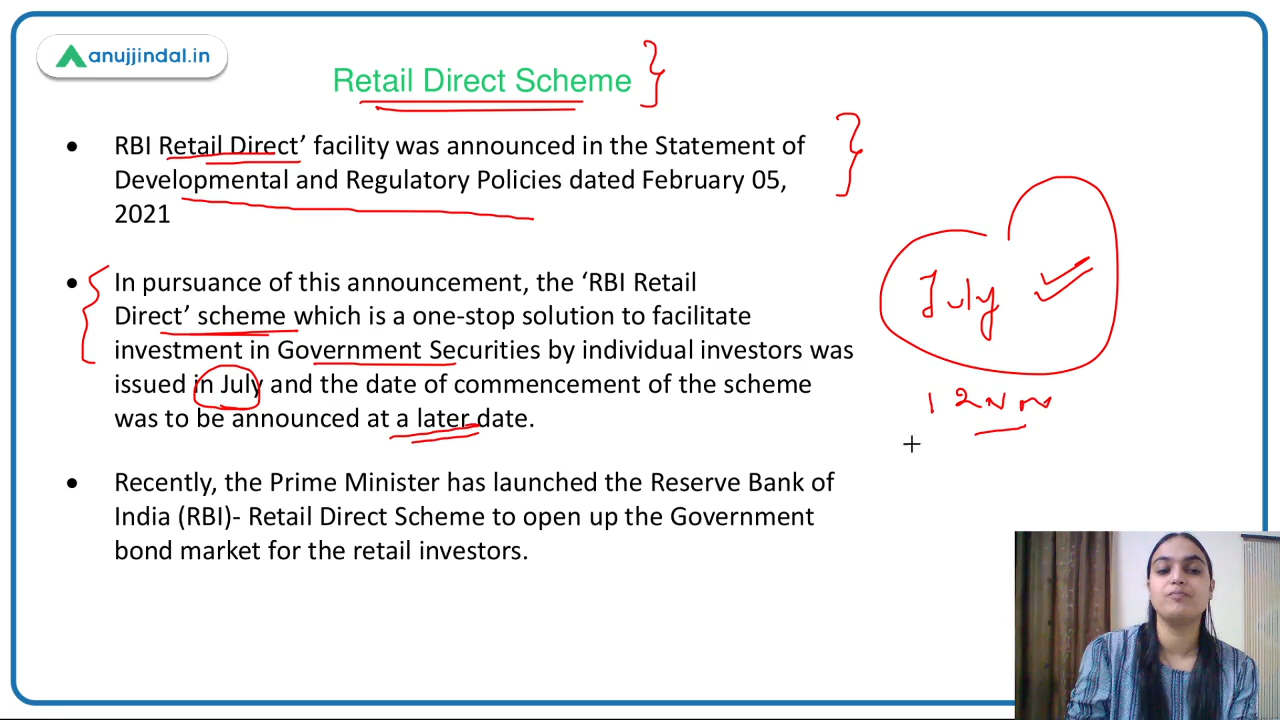 anujjindal.in
Retail Direct Scheme
• RBI Retail Direct’ facility was announced in the Statement of
Developmental and Regulatory Policies dated February 05,
2021
• In pursuance of this announcement, the ‘RBI Retail
Direct’ scheme which is a one-stop solution to facilitate
investment in Government Securities by individual investors was
issued in July and the date of commencement of the scheme
was to be announced at a later date.
July
12
• Recently, the Prime Minister has launched the Reserve Bank of
India (RBI)- Retail Direct Scheme to open up the Government
bond market for the retail investors.